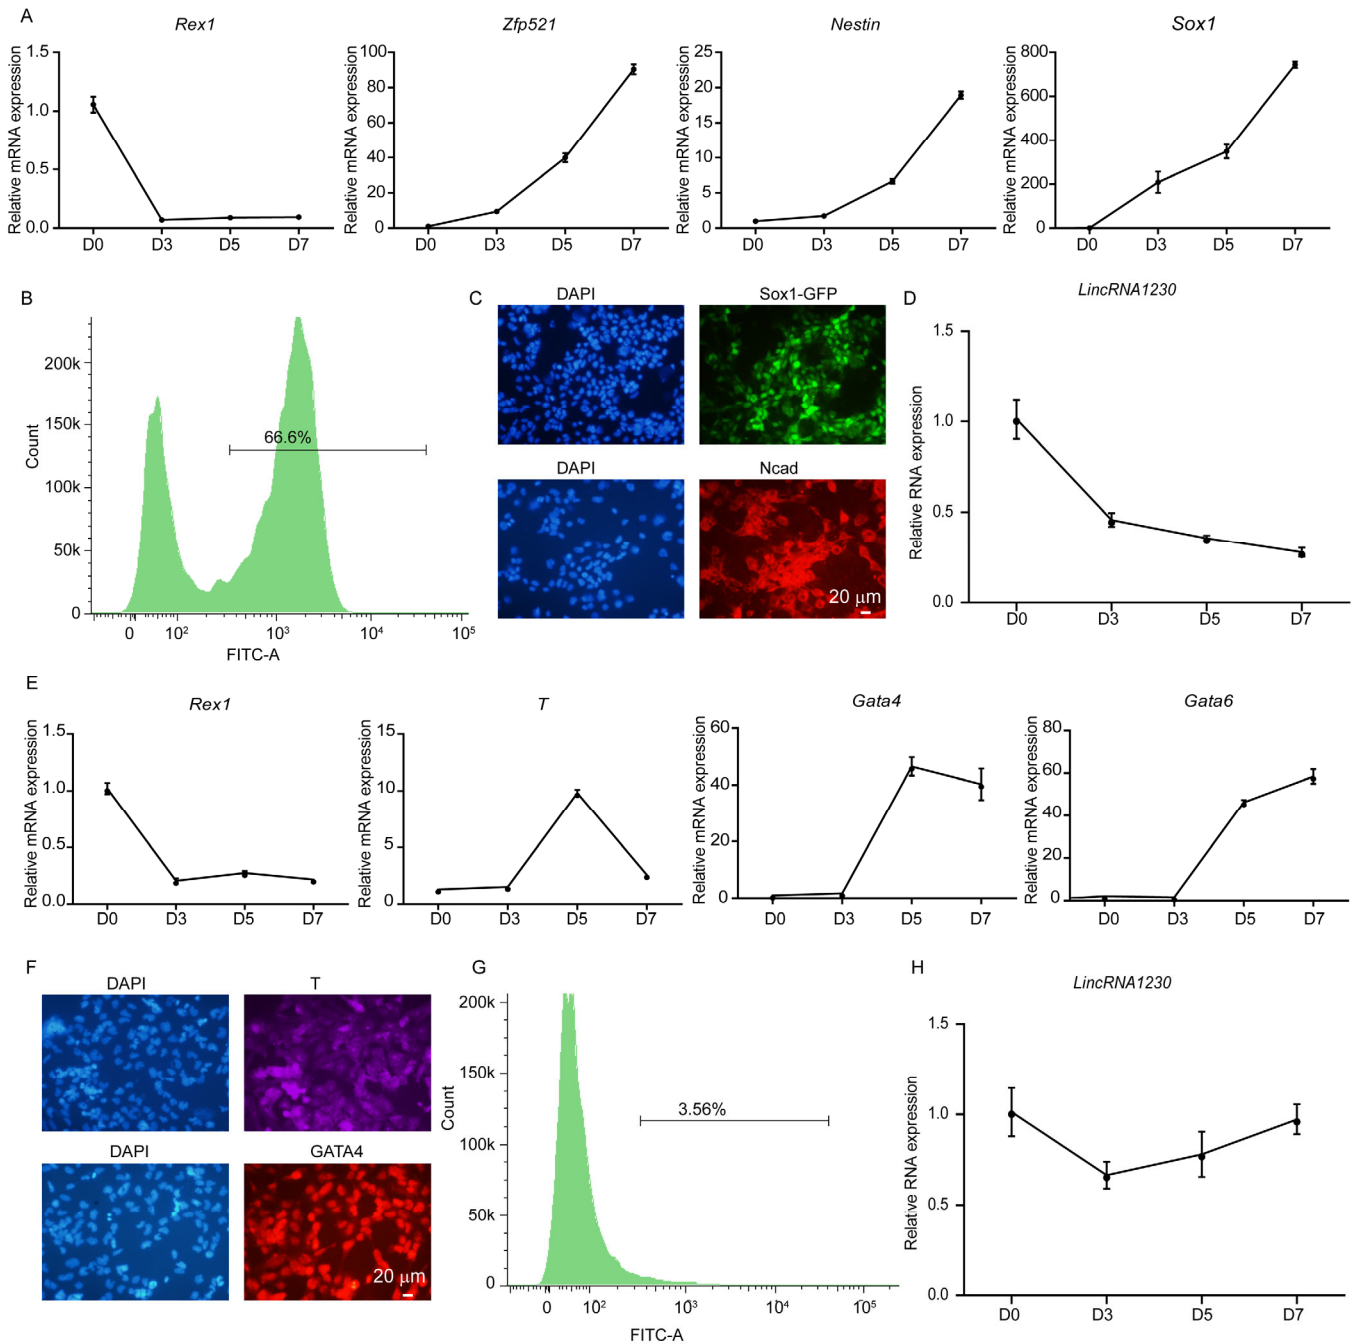 A
Rex1
Zfp521
Nestin
Sox1
Relative mRNA expression
1.5
1.0
0.5
0.0
D0 D3 D5 D7
Relative mRNA expression
100
80
60
40
20
0
D0 D3 D5 D7
Relative mRNA expression
25
20
15
10
5
0
D0 D3 D5 D7
Relative mRNA expression
800
600
400
200
0
D0 D3 D5 D7
B
Count
200k
150k
100k
50k
0
66.6%
0 10² 10³ 10⁴ 10⁵
FITC-A
C
DAPI
Sox1-GFP
DAPI
Ncad
20 μm
D
LincRNA1230
Relative RNA expression
1.5
1.0
0.5
0.0
D0 D3 D5 D7
E
Rex1
T
Gata4
Gata6
Relative mRNA expression
1.5
1.0
0.5
0.0
D0 D3 D5 D7
Relative mRNA expression
15
10
5
0
D0 D3 D5 D7
Relative mRNA expression
60
40
20
0
D0 D3 D5 D7
Relative mRNA expression
80
60
40
20
0
D0 D3 D5 D7
F
DAPI
T
DAPI
GATA4
20 μm
G
Count
200k
150k
100k
50k
0
3.56%
0 10² 10³ 10⁴ 10⁵
FITC-A
H
LincRNA1230
Relative RNA expression
1.5
1.0
0.5
0.0
D0 D3 D5 D7